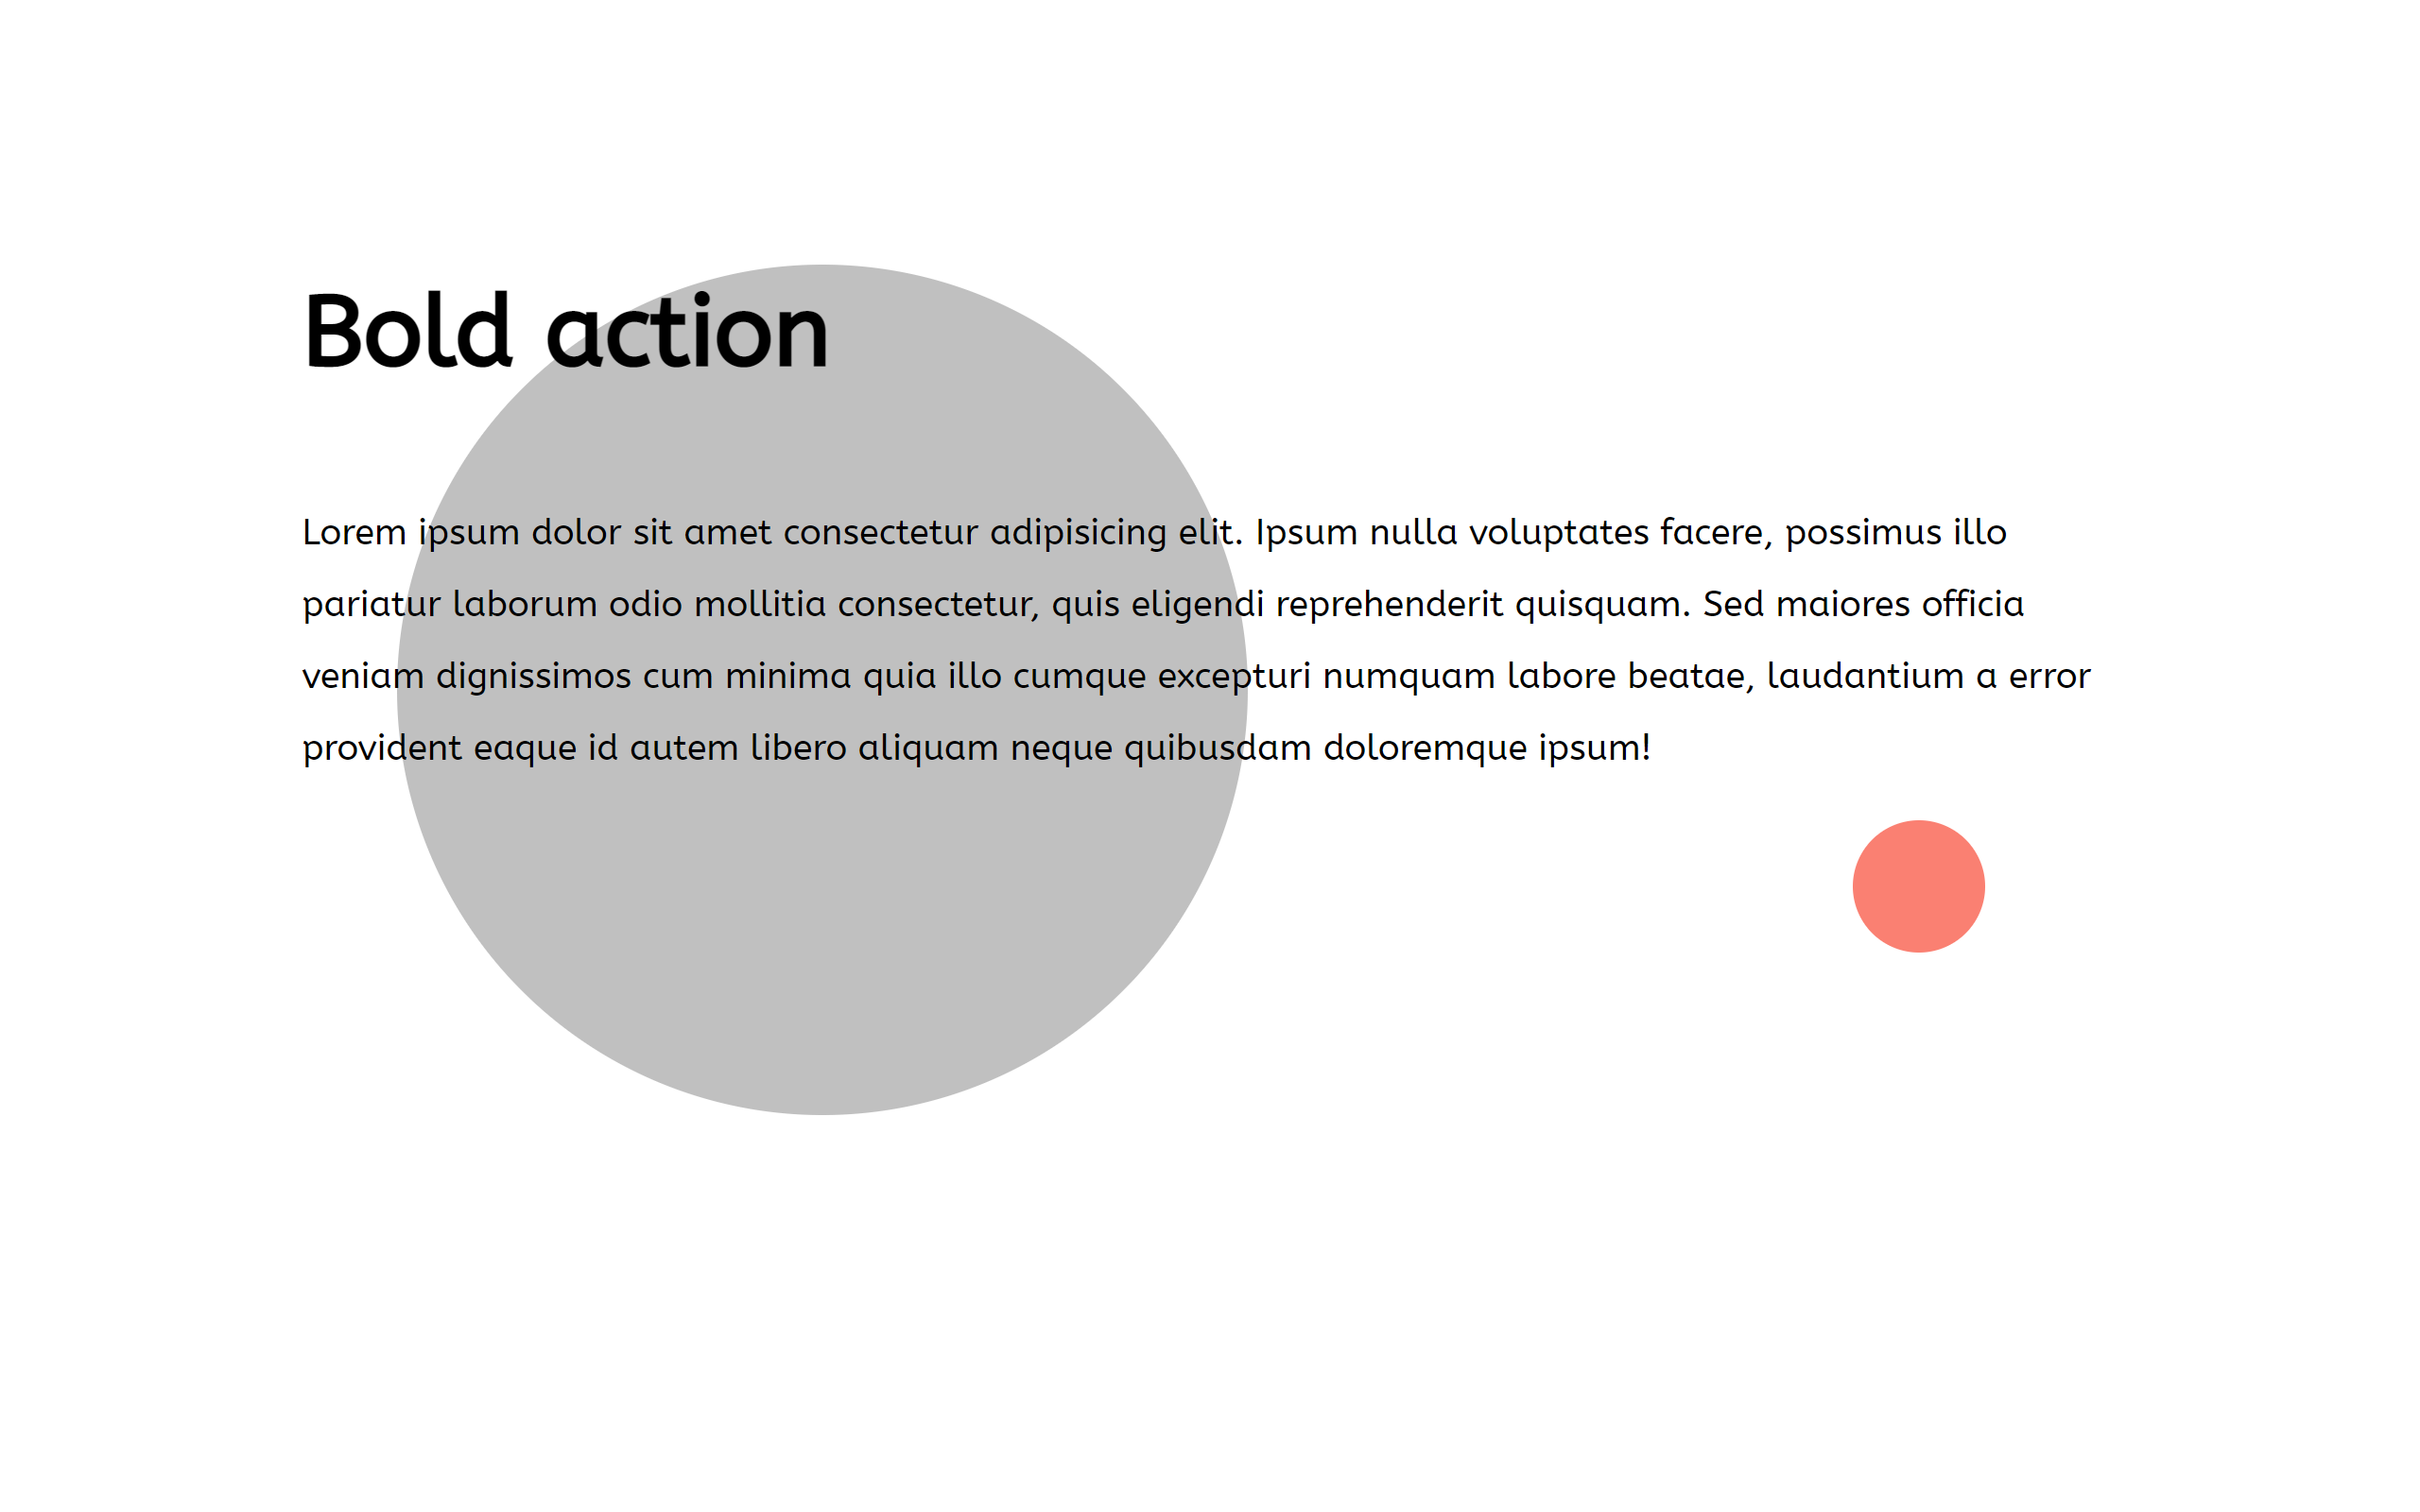 Bold action
Lorem ipsum dolor sit amet consectetur adipisicing elit. Ipsum nulla voluptates facere, possimus illo
pariatur laborum odio mollitia consectetur, quis eligendi reprehenderit quisquam. Sed maiores officia
veniam dignissimos cum minima quia illo cumque excepturi numquam labore beatae, laudantium a error
provident eaque id autem libero aliquam neque quibusdam doloremque ipsum!